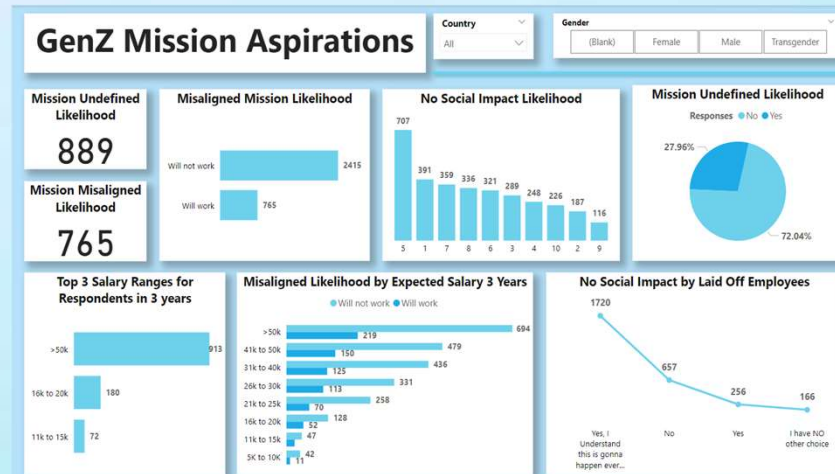 GenZ Mission Aspirations
Country
All
Gender
(Blank)
Female
Male
Transgender
Mission Undefined
Likelihood
889
Mission Misaligned
Likelihood
765
Misaligned Mission Likelihood
Will not work
2415
Will work
765
No Social Impact Likelihood
707
391
359
336
321
289
248
226
187
116
5
1
7
8
6
3
4
10
2
9
Mission Undefined Likelihood
Responses No Yes
27.96%
72.04%
Top 3 Salary Ranges for
Respondents in 3 years
>50k
913
16k to 20k
180
11k to 15k
72
Misaligned Likelihood by Expected Salary 3 Years
Will not work Will work
>50k
694
219
41k to 50k
479
150
31k to 40k
436
125
26k to 30k
331
113
21k to 25k
258
70
16k to 20k
128
52
11k to 15k
47
5K to 10K
42
11
No Social Impact by Laid Off Employees
1720
657
256
166
Yes, I
Understand
this is gonna
happen ever...
No
Yes
I have NO
other choice